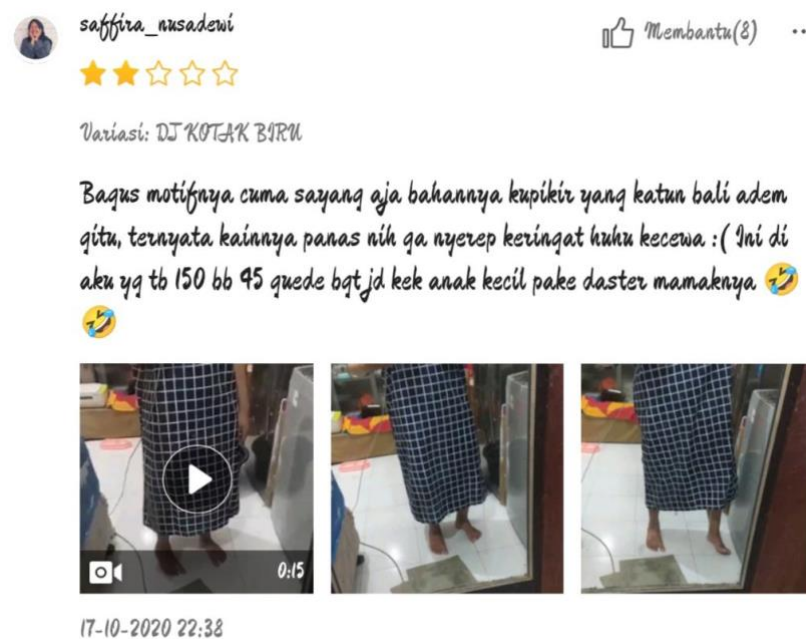 saffira_nusadewi
Membantu(8)
Variasi: DJ KOTAK BIRU
Bagus motifnya cuma sayang aja bahannya kupikir yang katun bali adem
gitu, ternyata kainnya panas nih ga nyerep keringat huhu kecewa :( Ini di
aku yg tb 150 bb 45 guede bgt jd kek anak kecil pake daster mamaknya 🤣
🤣
0:15
17-10-2020 22:38